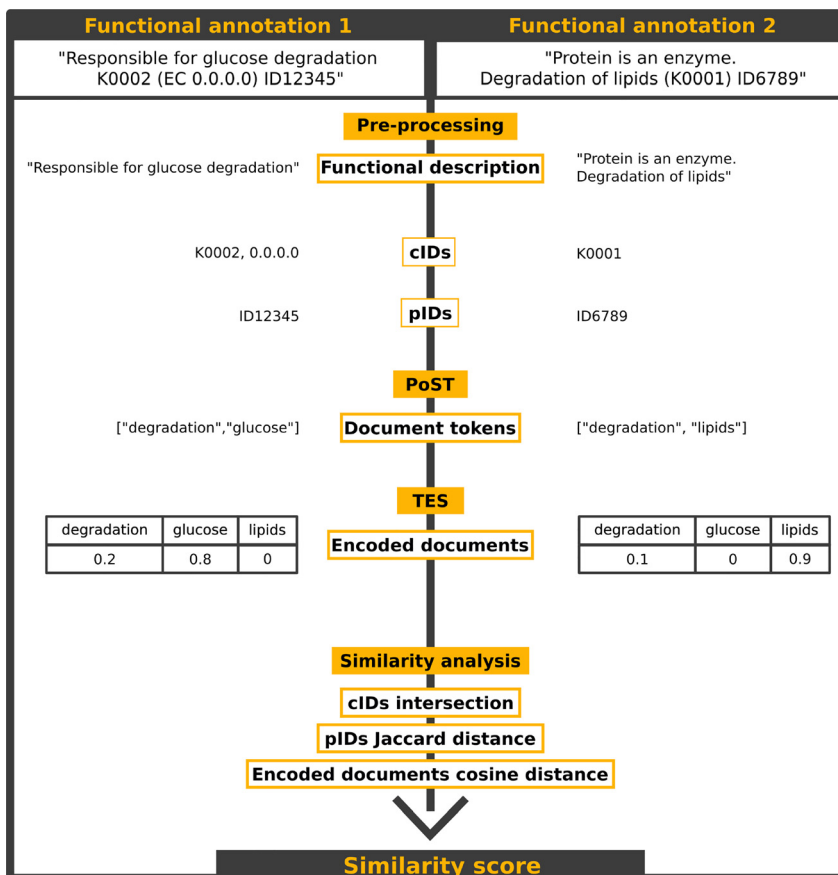 Functional annotation 1
Functional annotation 2
"Responsible for glucose degradation
K0002 (EC 0.0.0.0) ID12345"
"Protein is an enzyme.
Degradation of lipids (K0001) ID6789"
Pre-processing
"Responsible for glucose degradation"
Functional description
"Protein is an enzyme.
Degradation of lipids"
K0002, 0.0.0.0
cIDs
K0001
ID12345
pIDs
ID6789
PoST
["degradation","glucose"]
Document tokens
["degradation", "lipids"]
TES
degradation glucose lipids
0.2 0.8 0
Encoded documents
degradation glucose lipids
0.1 0 0.9
Similarity analysis
cIDs intersection
pIDs Jaccard distance
Encoded documents cosine distance
Similarity score